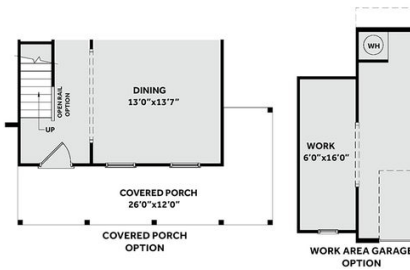 DINING
13'0"x13'7"
OPEN RAIL
OPTION
UP
COVERED PORCH
26'0"x12'0"
COVERED PORCH
OPTION
WH
WORK
6'0"x16'0"
WORK AREA GARAGE
OPTION